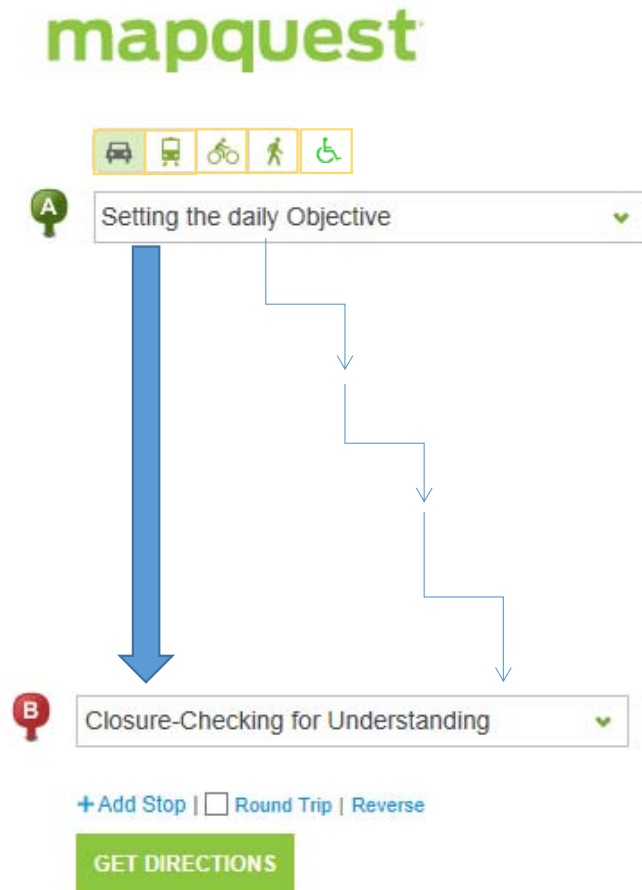 mapquest
A
Setting the daily Objective
B
Closure-Checking for Understanding
+ Add Stop | Round Trip | Reverse
GET DIRECTIONS